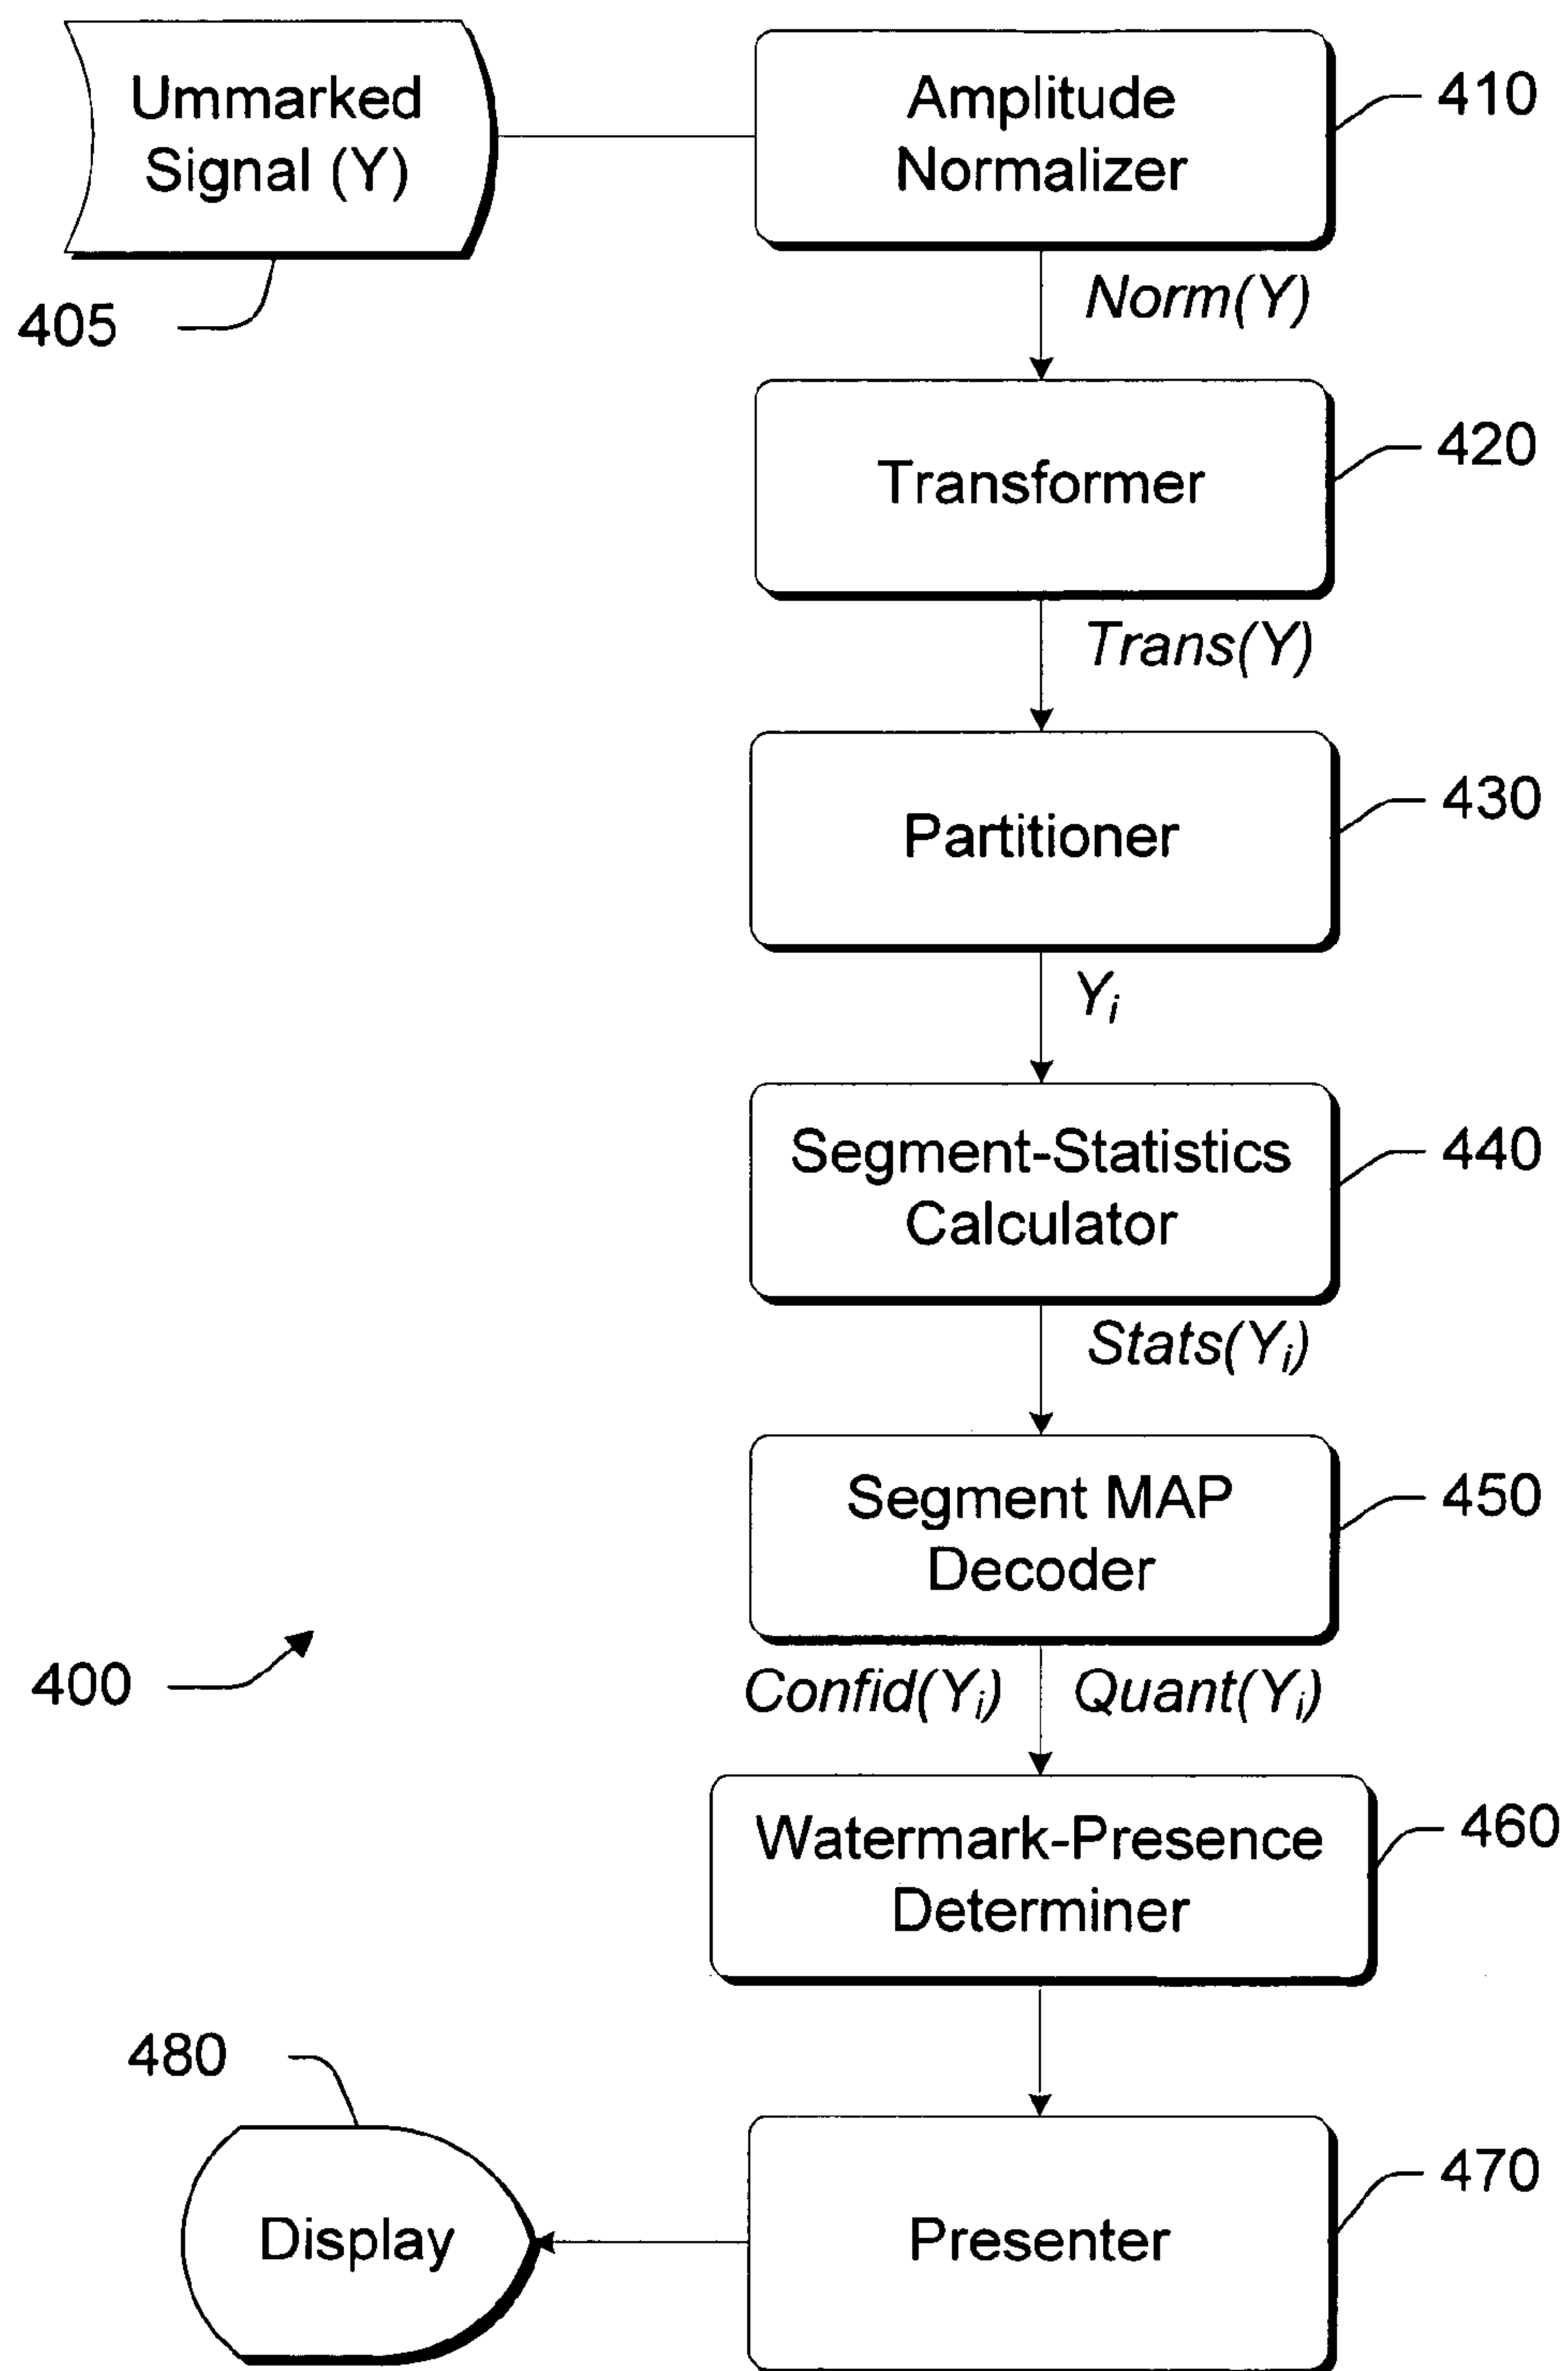 Ummarked
Signal (Y)
405
Amplitude
Normalizer
410
Norm(Y)
Transformer
420
Trans(Y)
Partitioner
430
Yi
Segment-Statistics
Calculator
440
Stats(Yi)
Segment MAP
Decoder
450
400
Confid(Yi) Quant(Yi)
Watermark-Presence
Determiner
460
480
Display
Presenter
470